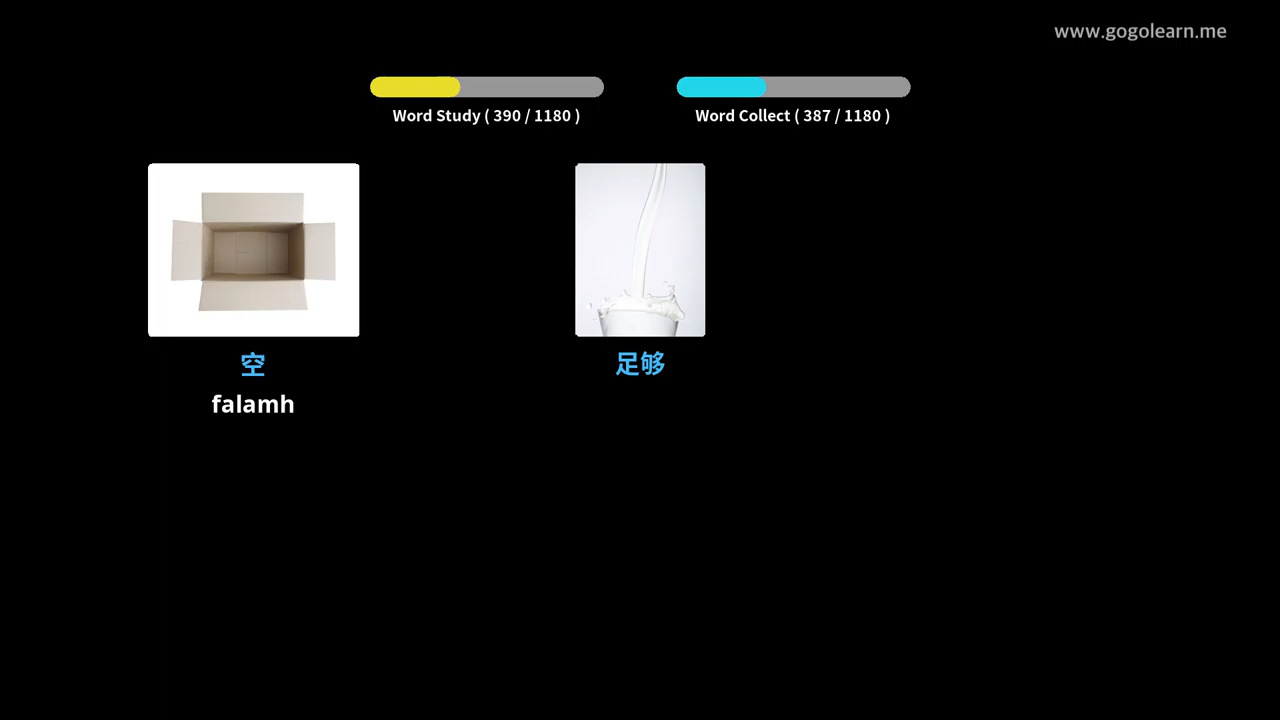 www.gogolearn.me
Word Study ( 390 / 1180 )
Word Collect ( 387 / 1180 )
空
足够
falamh